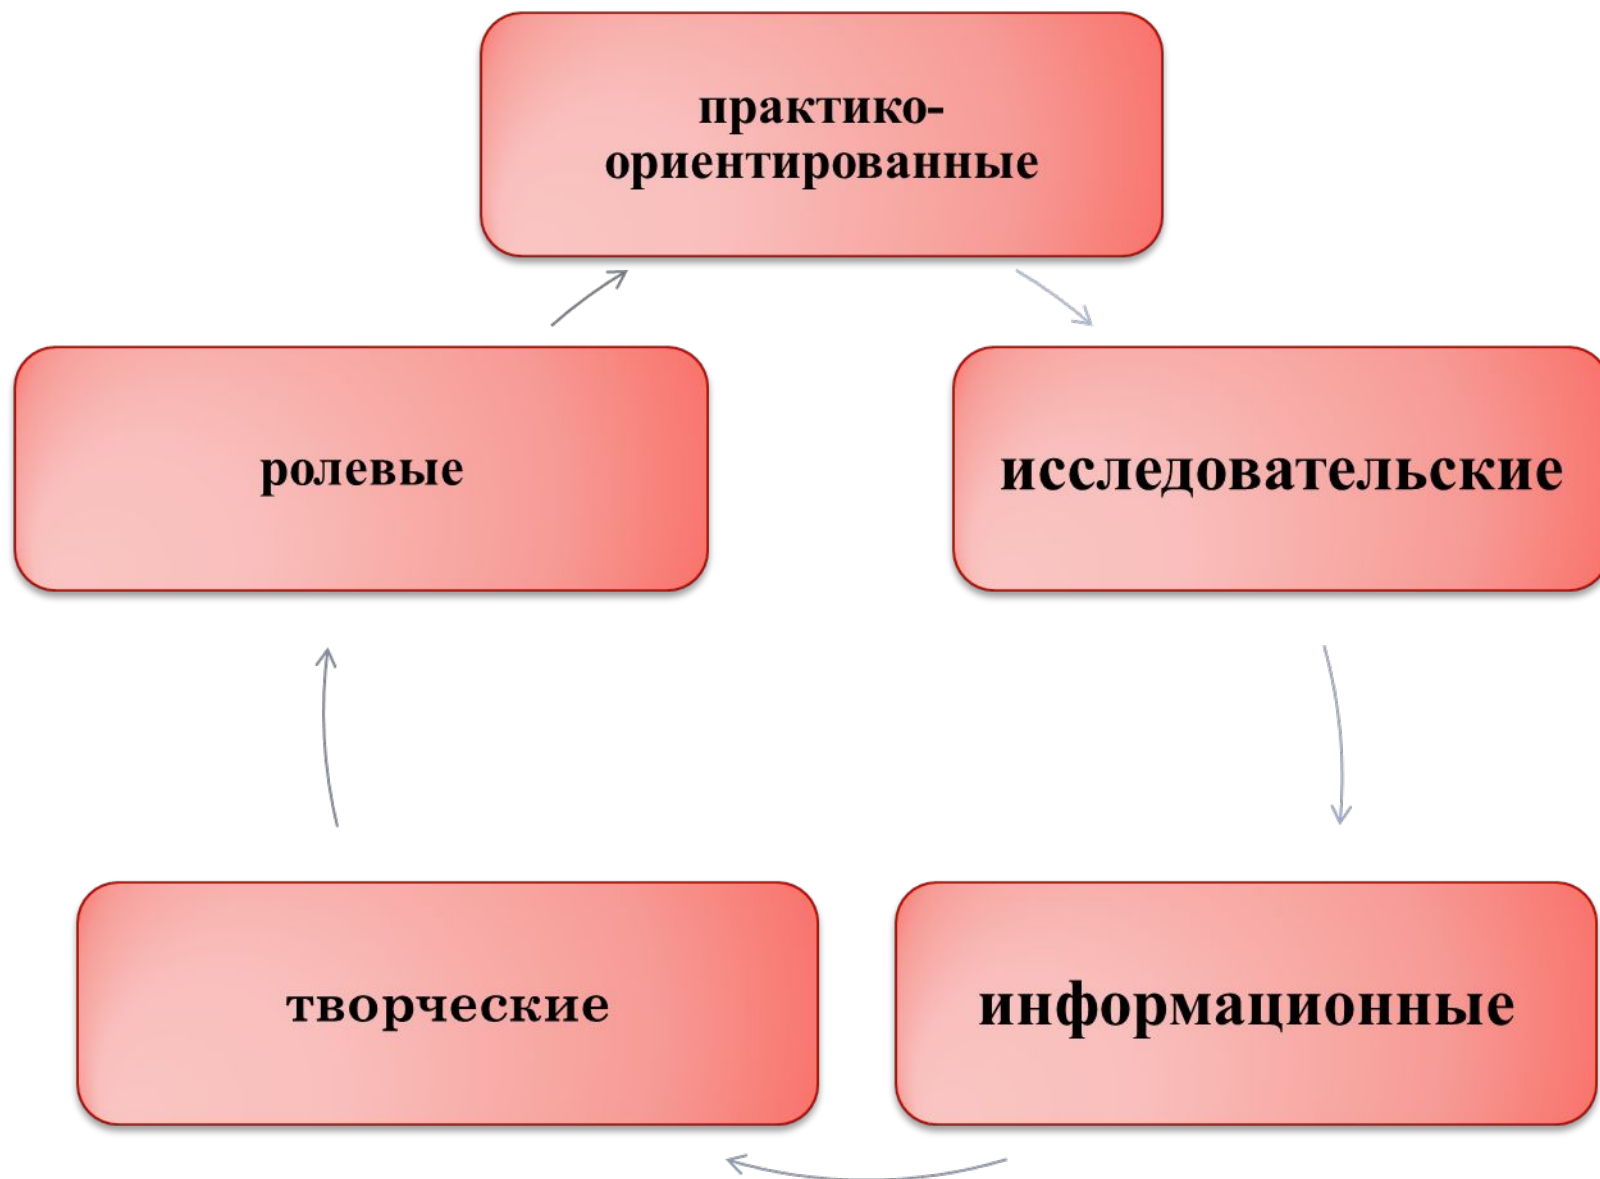 практико-
ориентированные
ролевые
исследовательские
творческие
информационные